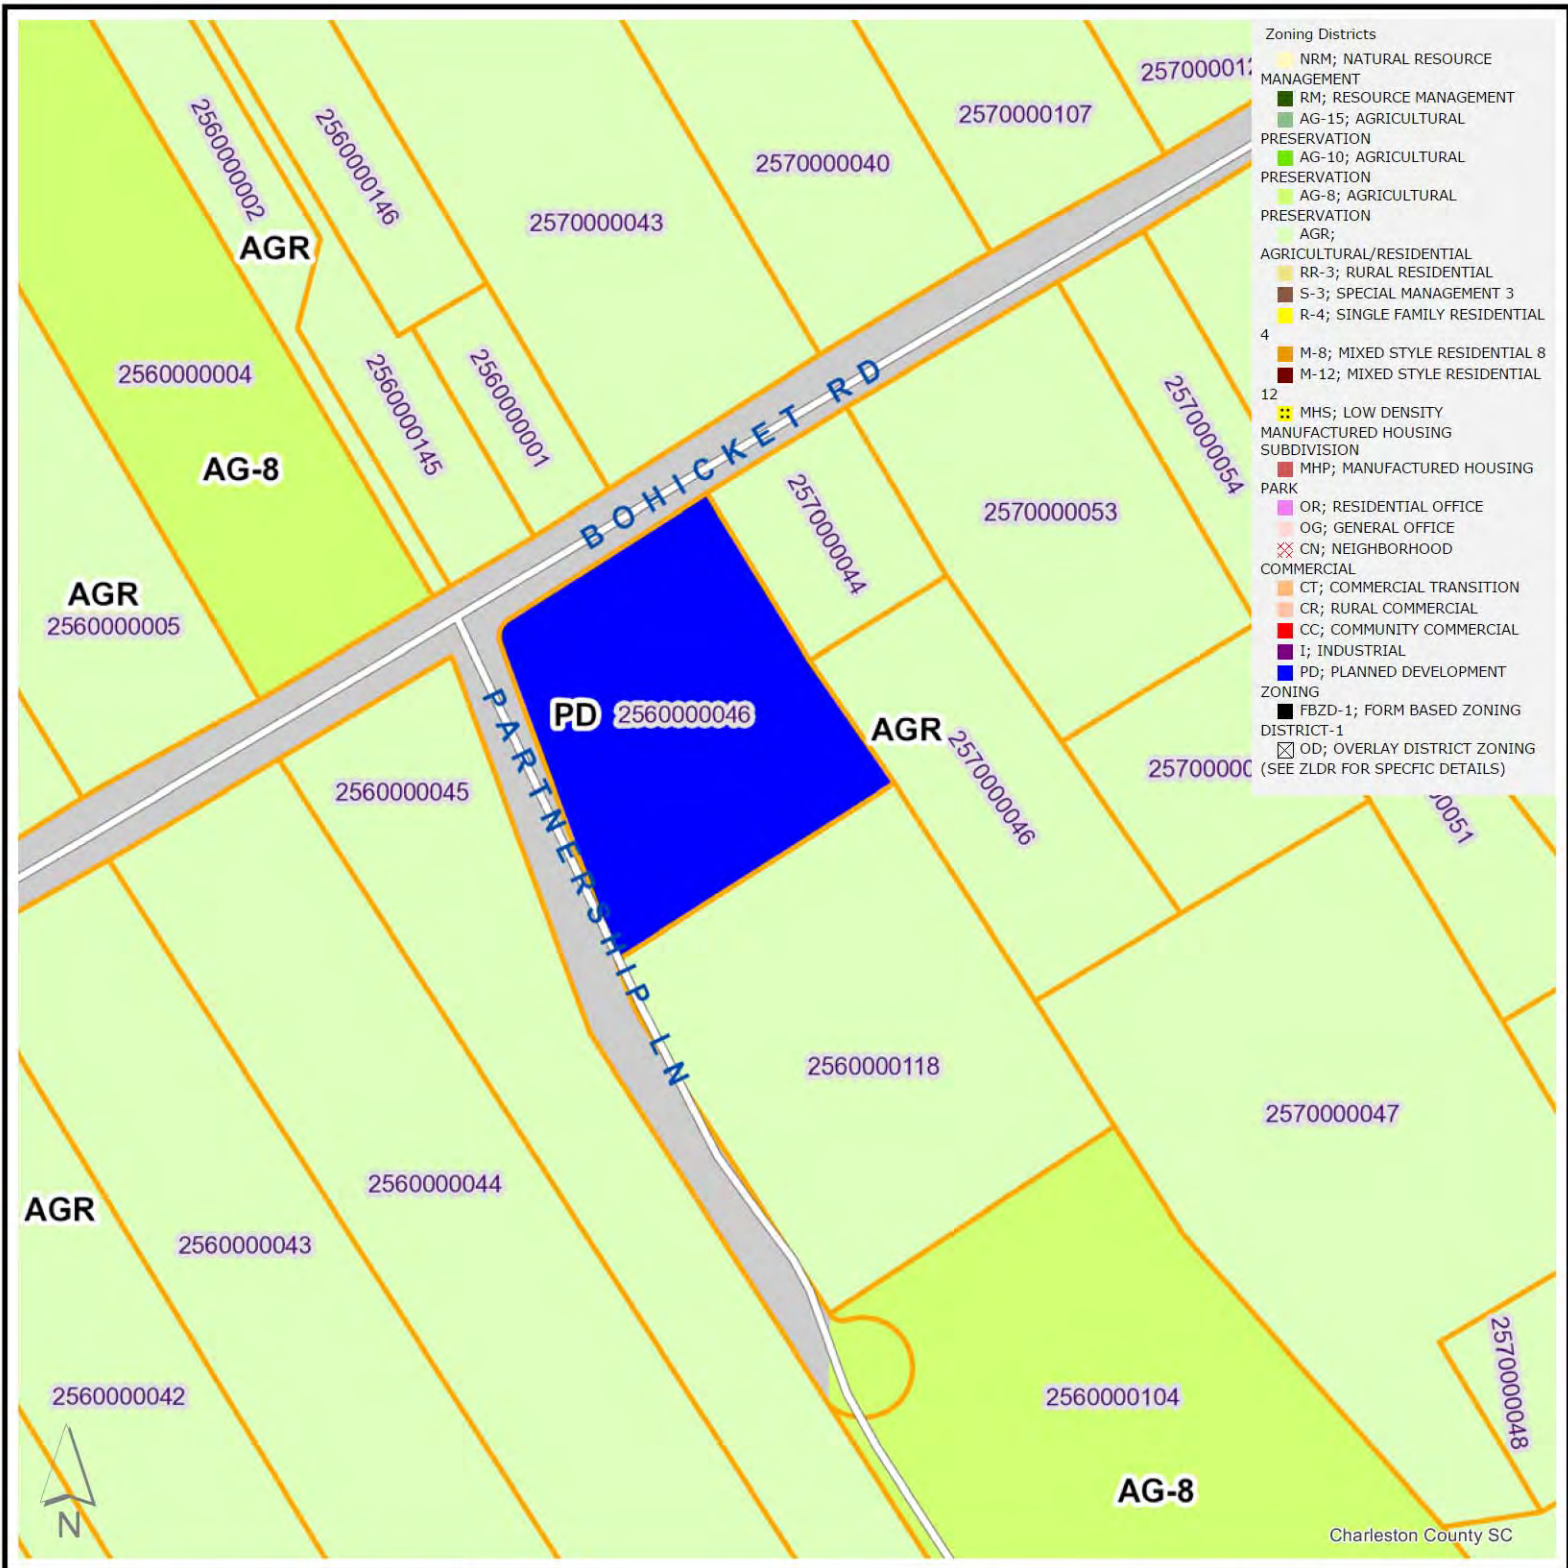 Zoning Districts
NRM; NATURAL RESOURCE
MANAGEMENT
RM; RESOURCE MANAGEMENT
AG-15; AGRICULTURAL
PRESERVATION
AG-10; AGRICULTURAL
PRESERVATION
AG-8; AGRICULTURAL
PRESERVATION
AGR;
AGRICULTURAL/RESIDENTIAL
RR-3; RURAL RESIDENTIAL
S-3; SPECIAL MANAGEMENT 3
R-4; SINGLE FAMILY RESIDENTIAL
4
M-8; MIXED STYLE RESIDENTIAL 8
M-12; MIXED STYLE RESIDENTIAL
12
MHS; LOW DENSITY
MANUFACTURED HOUSING
SUBDIVISION
MHP; MANUFACTURED HOUSING
PARK
OR; RESIDENTIAL OFFICE
OG; GENERAL OFFICE
CN; NEIGHBORHOOD
COMMERCIAL
CT; COMMERCIAL TRANSITION
CR; RURAL COMMERCIAL
CC; COMMUNITY COMMERCIAL
I; INDUSTRIAL
PD; PLANNED DEVELOPMENT
ZONING
FBZD-1; FORM BASED ZONING
DISTRICT-1
OD; OVERLAY DISTRICT ZONING
(SEE ZLDR FOR SPECFIC DETAILS)
2570000107
2570000040
2560000002
2560000146
2570000043
AGR
2560000004
2560000145
2560000001
BOHICKET RD
2570000054
AG-8
2570000044
2570000053
AGR
2560000005
PD
2560000046
AGR
2570000046
PARTNERSHIP LN
2560000045
2560000118
2570000047
2560000044
AGR
2560000043
2560000042
2560000104
2570000048
AG-8
N
Charleston County SC